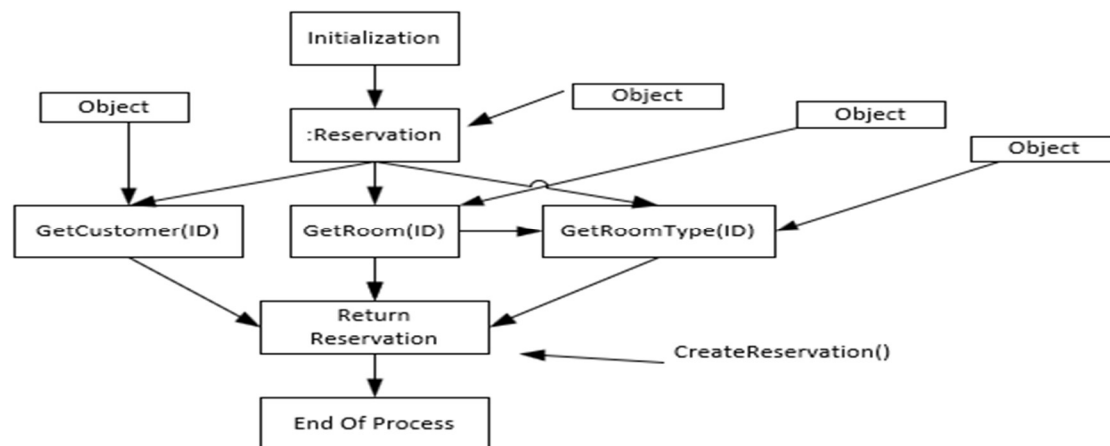 Initialization
Object
Object
:Reservation
Object
Object
GetCustomer(ID)
GetRoom(ID)
GetRoomType(ID)
Return
Reservation
CreateReservation()
End Of Process